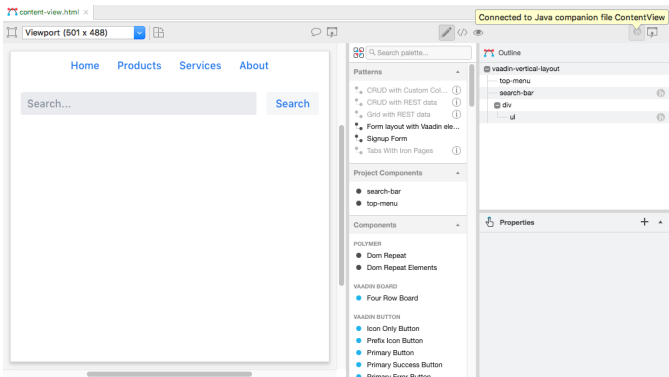 content-view.html ×
Connected to Java companion file ContentView
Viewport (501 x 488)
Home Products Services About
Search...
Search
Search palette...
Patterns
CRUD with Custom Col...
CRUD with REST data
Grid with REST data
Form layout with Vaadin ele...
Signup Form
Tabs With Iron Pages
Project Components
search-bar
top-menu
Components
POLYMER
Dom Repeat
Dom Repeat Elements
VAADIN BOARD
Four Row Board
VAADIN BUTTON
Icon Only Button
Prefix Icon Button
Primary Button
Primary Success Button
Primary Error Button
Outline
vaadin-vertical-layout
top-menu
search-bar
div
ul
Properties